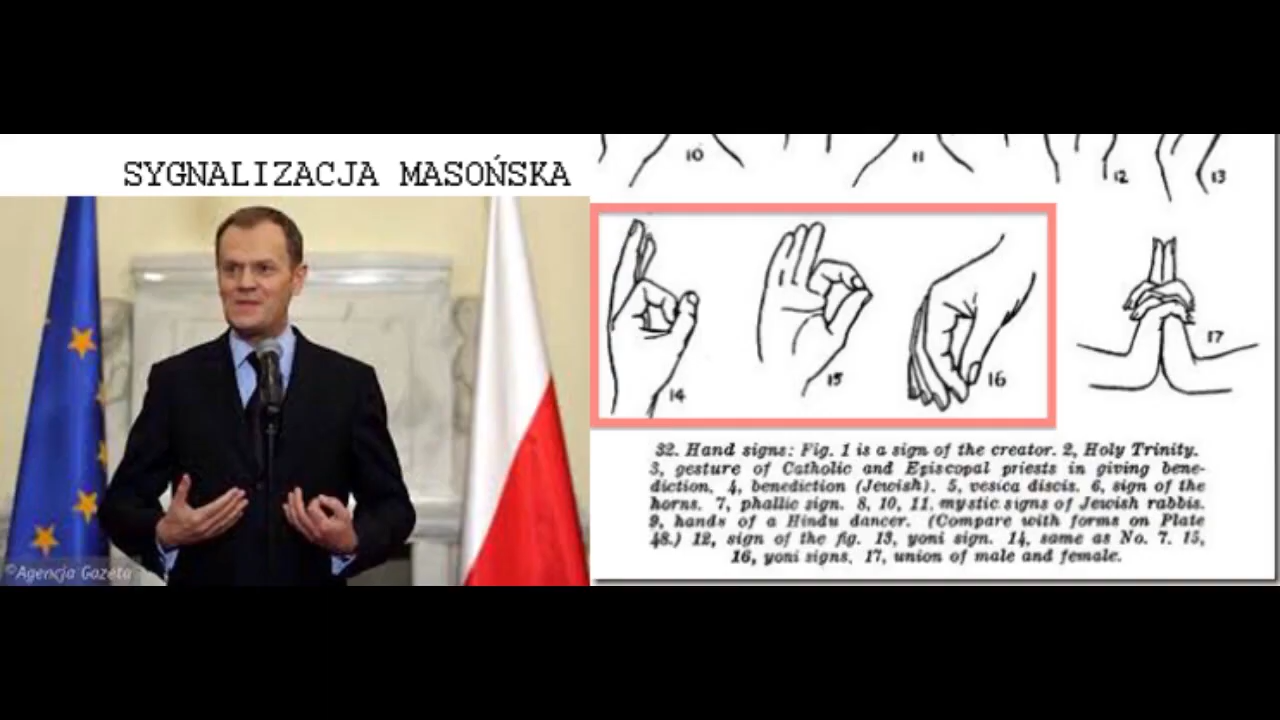 SYGNALIZACJA MASOŃSKA
©Agencja Gazeta
10
11
12
13
14
15
16
17
32. Hand signs: Fig. 1 is a sign of the creator. 2, Holy Trinity.
3, gesture of Catholic and Episcopal priests in giving bene-
diction. 4, benediction (Jewish). 5, vesica discis. 6, sign of the
horns. 7, phallic sign. 8, 10, 11, mystic signs of Jewish rabbis.
9, hands of a Hindu dancer. (Compare with forms on Plate
48.) 12, sign of the fig. 13, yoni sign. 14, same as No. 7. 15,
16, yoni signs. 17, union of male and female.